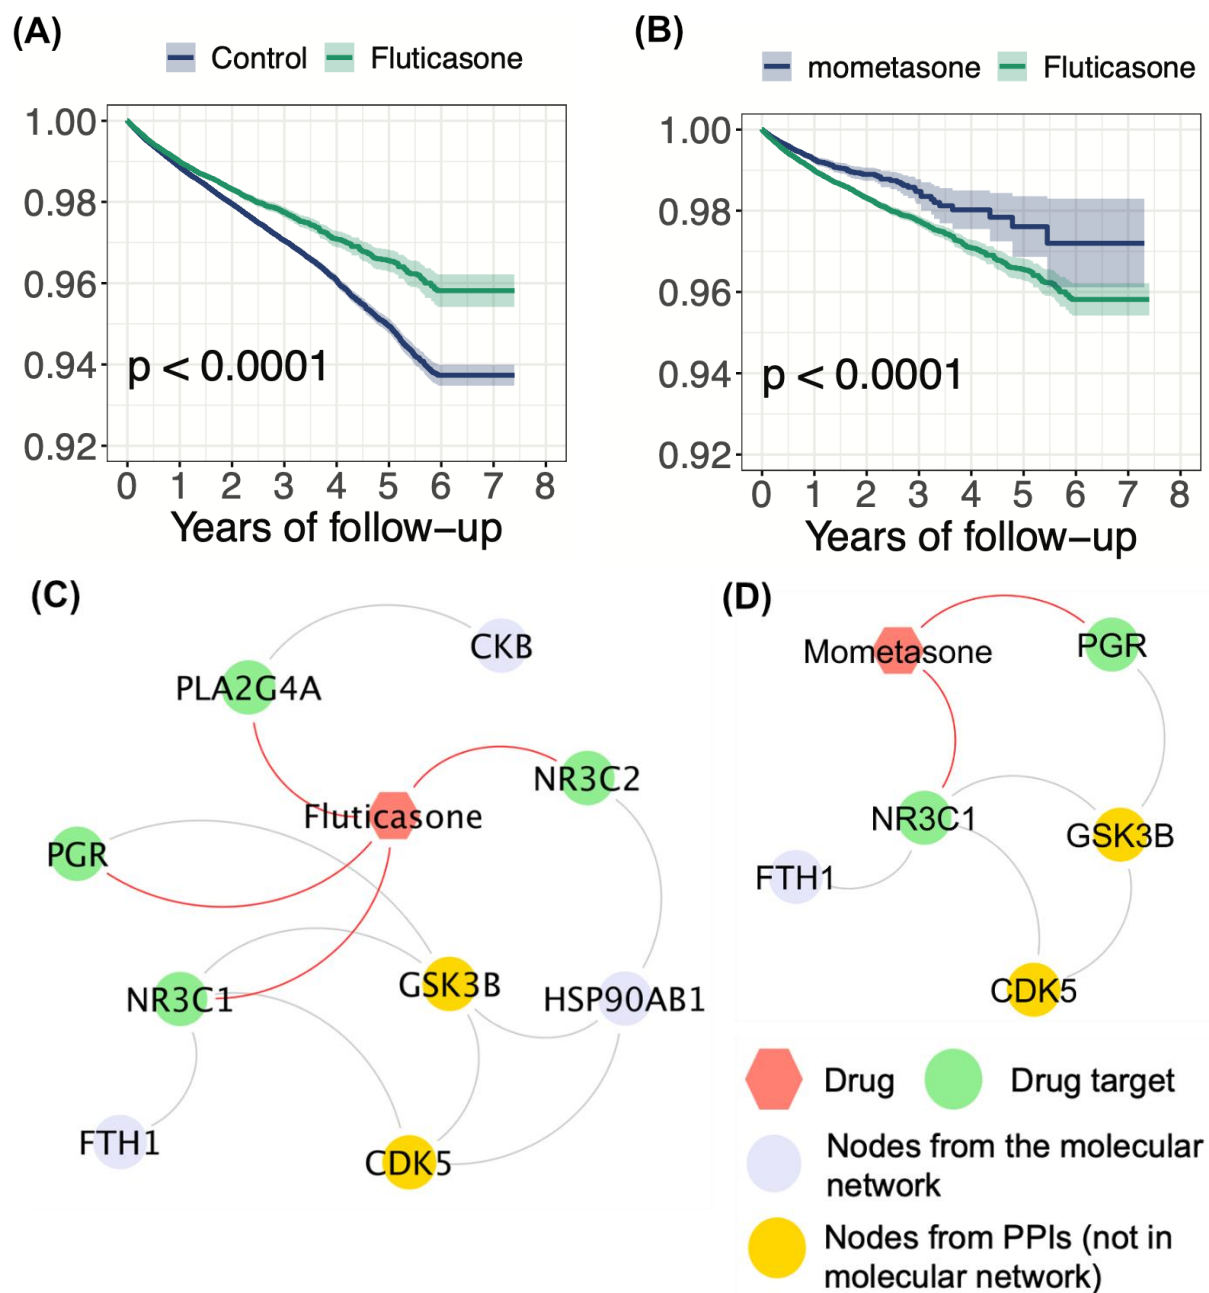 (A)
Control Fluticasone
1.00
0.98
0.96
0.94
0.92
p < 0.0001
0 1 2 3 4 5 6 7 8
Years of follow−up
(B)
mometasone Fluticasone
1.00
0.98
0.96
0.94
0.92
p < 0.0001
0 1 2 3 4 5 6 7 8
Years of follow−up
(C)
CKB
PLA2G4A
NR3C2
Fluticasone
PGR
GSK3B
NR3C1
HSP90AB1
FTH1
CDK5
(D)
Mometasone
PGR
NR3C1
GSK3B
FTH1
CDK5
Drug
Drug target
Nodes from the molecular
network
Nodes from PPIs (not in
molecular network)